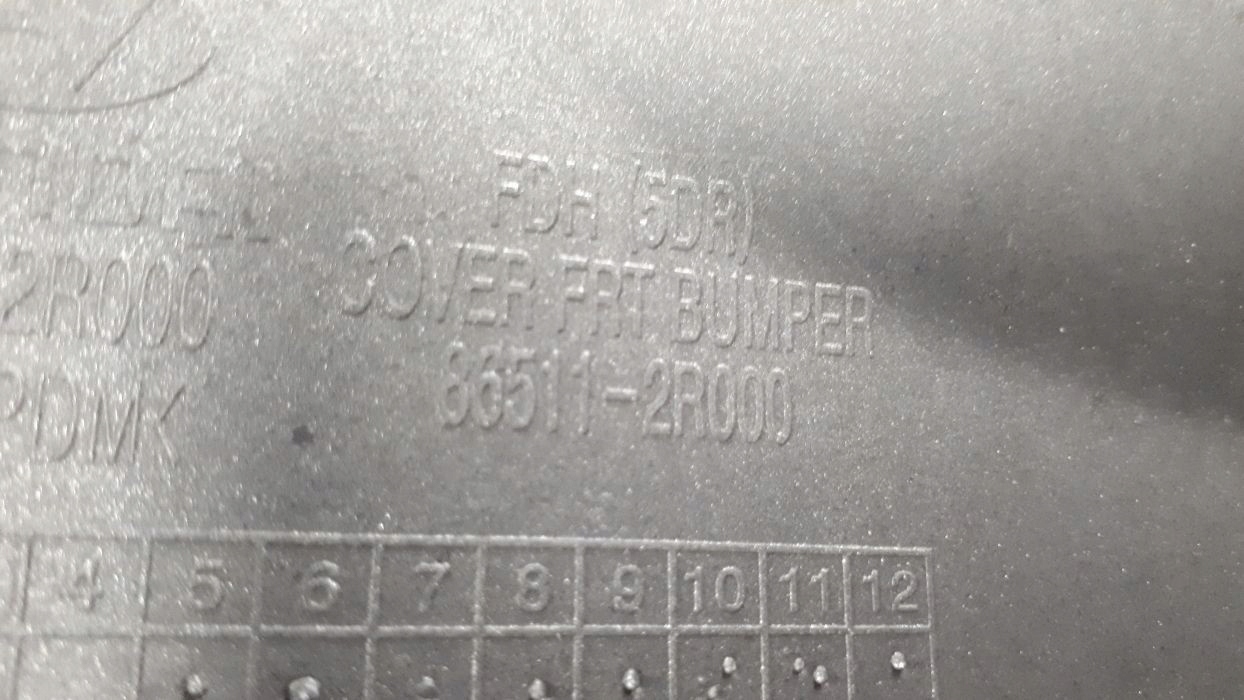 FDH (5DR)
COVER FRT BUMPER
86511-2R000
2R000
PDMK
4 5 6 7 8 9 10 11 12